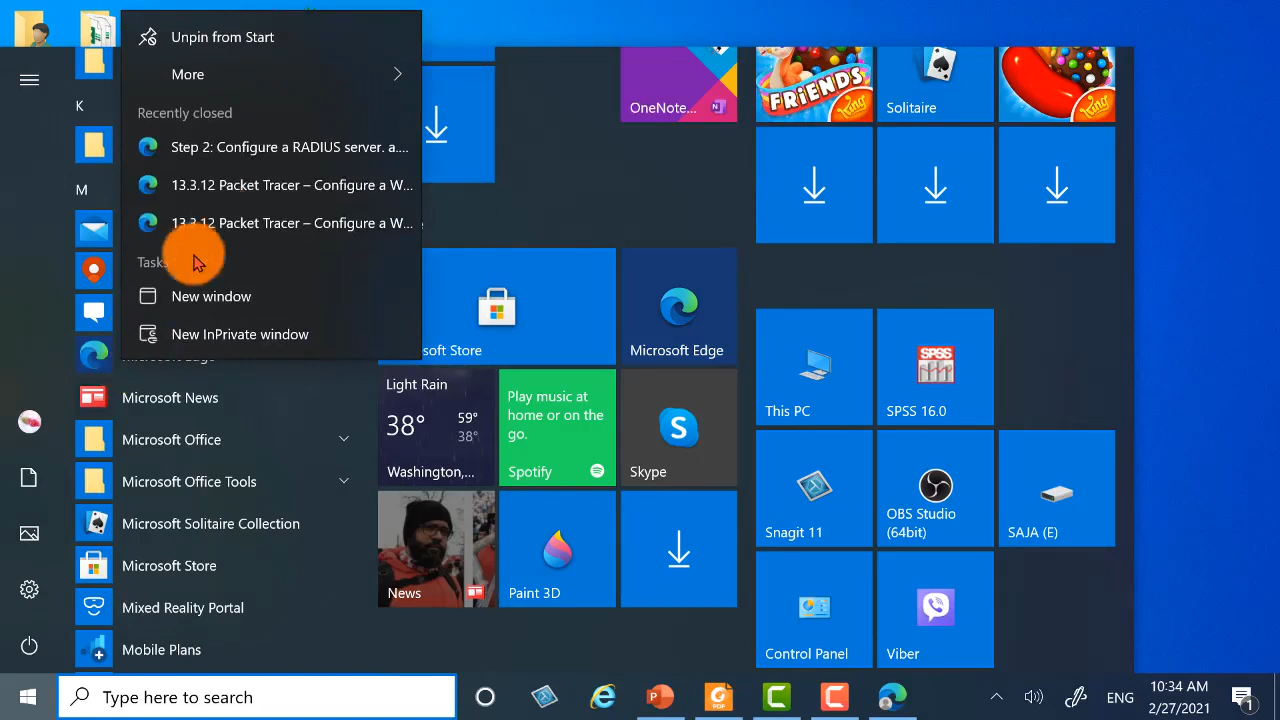 Unpin from Start
More
Recently closed
Step 2: Configure a RADIUS server. a....
13.3.12 Packet Tracer – Configure a W...
13.3.12 Packet Tracer – Configure a W...
Tasks
New window
New InPrivate window
K
M
Microsoft News
Microsoft Office
Microsoft Office Tools
Microsoft Solitaire Collection
Microsoft Store
Mixed Reality Portal
Mobile Plans
OneNote...
FRIENDS
King
Solitaire
King
Microsoft Edge
Light Rain
38°
59°
38°
Washington,...
Play music at
home or on the
go.
Spotify
S
Skype
News
Paint 3D
This PC
SPSS
SPSS 16.0
Snagit 11
OBS Studio
(64bit)
SAJA (E)
Control Panel
Viber
Type here to search
PDF
ENG
10:34 AM
2/27/2021
1